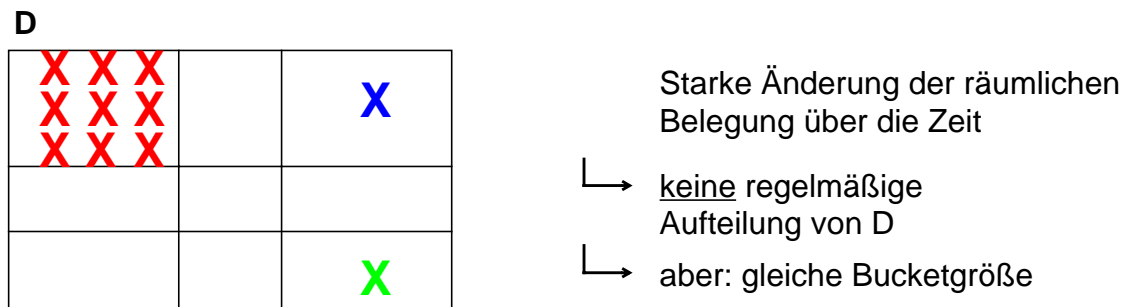 D
X X X
X
X X X
X X X
X
Starke Änderung der räumlichen
Belegung über die Zeit
keine regelmäßige
Aufteilung von D
aber: gleiche Bucketgröße